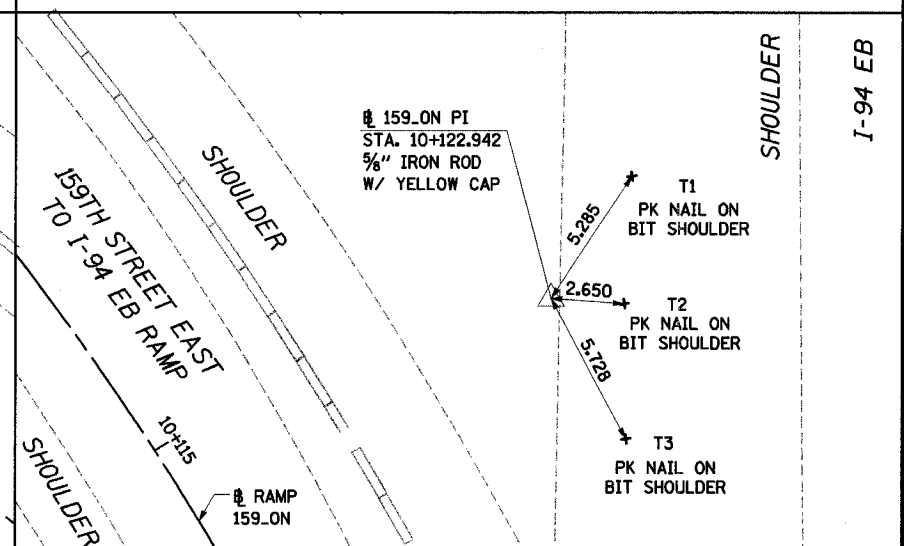 SHOULDER
159TH STREET EAST
TO I-94 EB RAMP
SHOULDER
10+115
℄ RAMP
159_ON
℄ 159_ON PI
STA. 10+122.942
⅝" IRON ROD
W/ YELLOW CAP
5.285
2.650
5.728
T1
PK NAIL ON
BIT SHOULDER
T2
PK NAIL ON
BIT SHOULDER
T3
PK NAIL ON
BIT SHOULDER
SHOULDER
I-94 EB